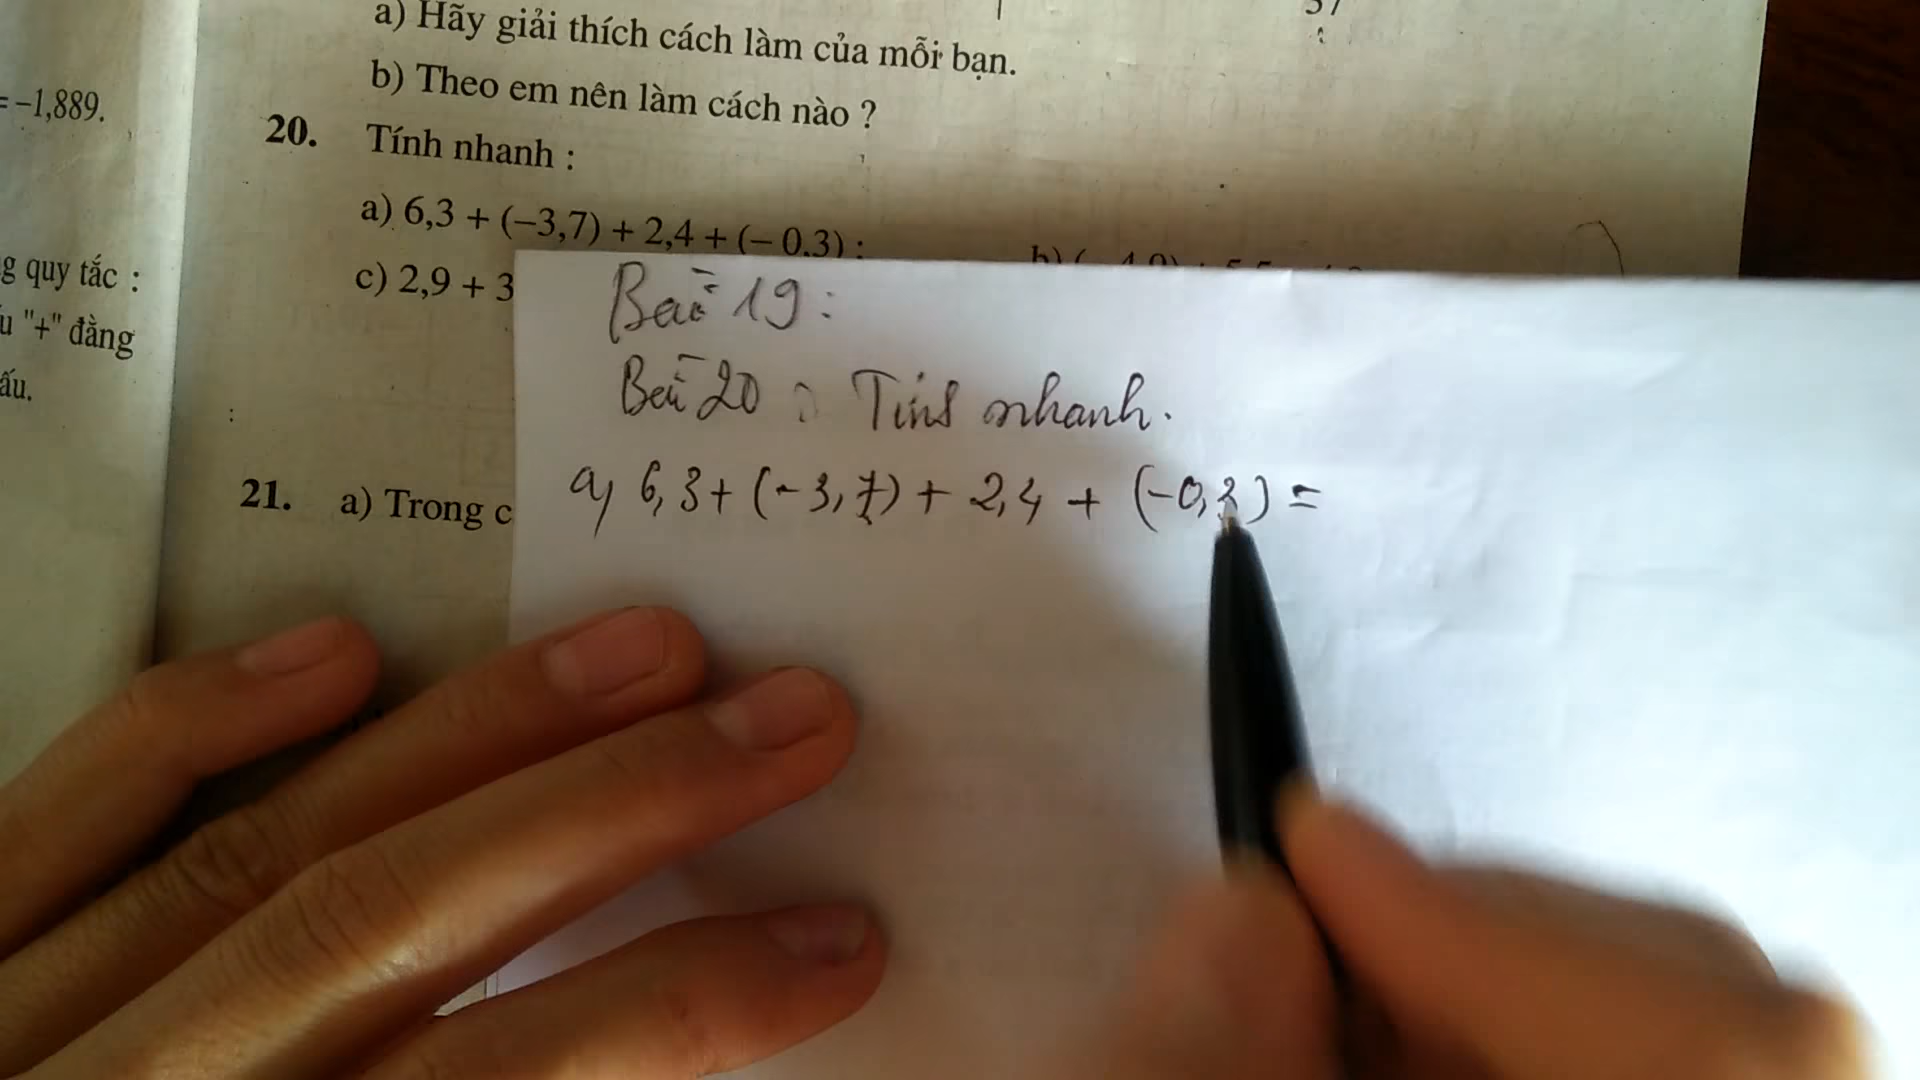 a) Hãy giải thích cách làm của mỗi bạn.
b) Theo em nên làm cách nào ?
= –1,889.
20. Tính nhanh :
a) 6,3 + (–3,7) + 2,4 + (– 0,3) ;
c) 2,9 + 3
g quy tắc :
u "+" đằng
ấu.
21. a) Trong c
Bài 19 :
Bài 20 : Tính nhanh.
a, 6,3 + (-3,7) + 2,4 + (-0,3) =